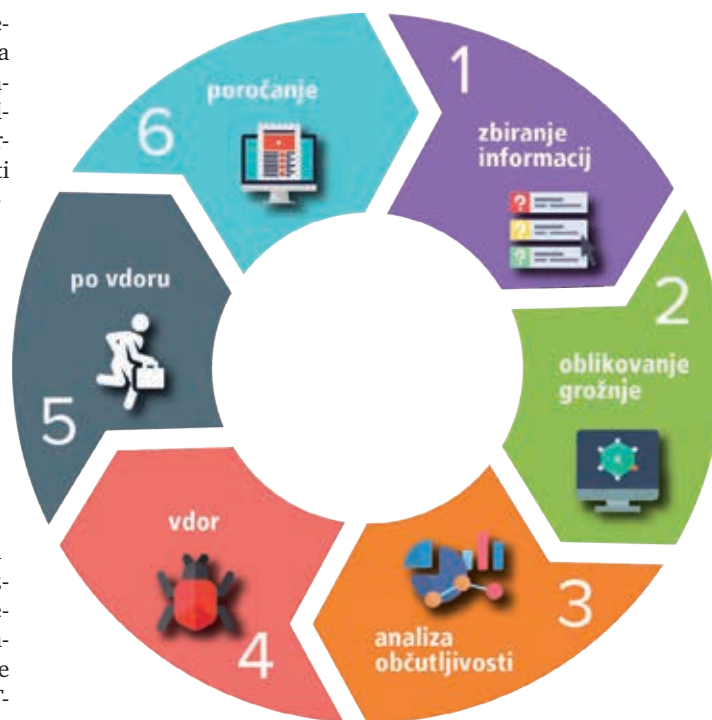 1
zbiranje
informacij
2
oblikovanje
grožnje
3
analiza
občutljivosti
4
vdor
5
po vdoru
6
poročanje